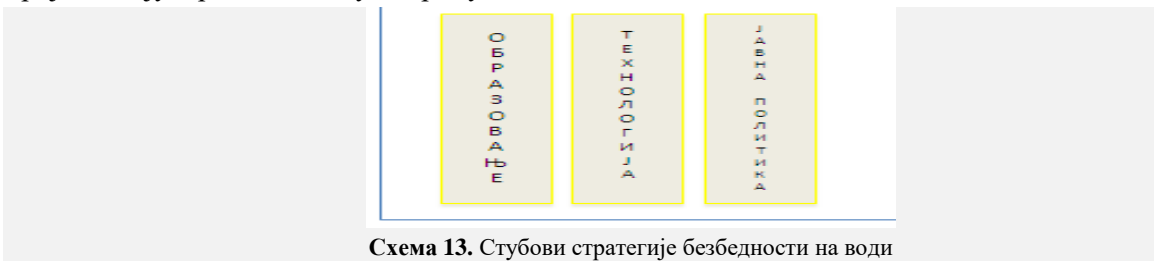 ОБРАЗОВАЊЕ
ТЕХНОЛОГИЈА
ЈАВНА ПОЛИТИКА
Схема 13. Стубови стратегије безбедности на води